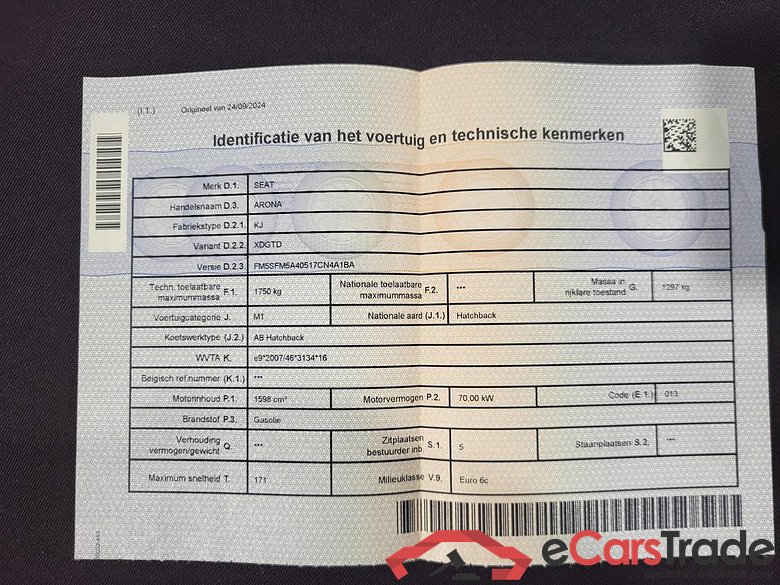 (I.1.) Origineel van 24/09/2024
Identificatie van het voertuig en technische kenmerken
Merk D.1. SEAT
Handelsnaam D.3. ARONA
Fabriekstype D.2.1. KJ
Variant D.2.2. XDGTD
Versie D.2.3. FM5SFM5A40517CN4A1BA
Techn. toelaatbare maximummassa F.1. 1750 kg Nationale toelaatbare maximummassa F.2. *** Massa in rijklare toestand G. 1297 kg
Voertuigcategorie J. M1 Nationale aard (J.1.) Hatchback
Koetswerktype (J.2.) AB Hatchback
WVTA K. e9*2007/46*3134*16
Belgisch ref.nummer (K.1.) ***
Motorinhoud P.1. 1598 cm³ Motorvermogen P.2. 70,00 kW Code (E.1.) 013
Brandstof P.3. Gasolie
Verhouding vermogen/gewicht Q. *** Zitplaatsen bestuurder inb. S.1. 5 Staanplaatsen S.2. ***
Maximum snelheid T. 171 Milieuklasse V.9. Euro 6c
eCarsTrade